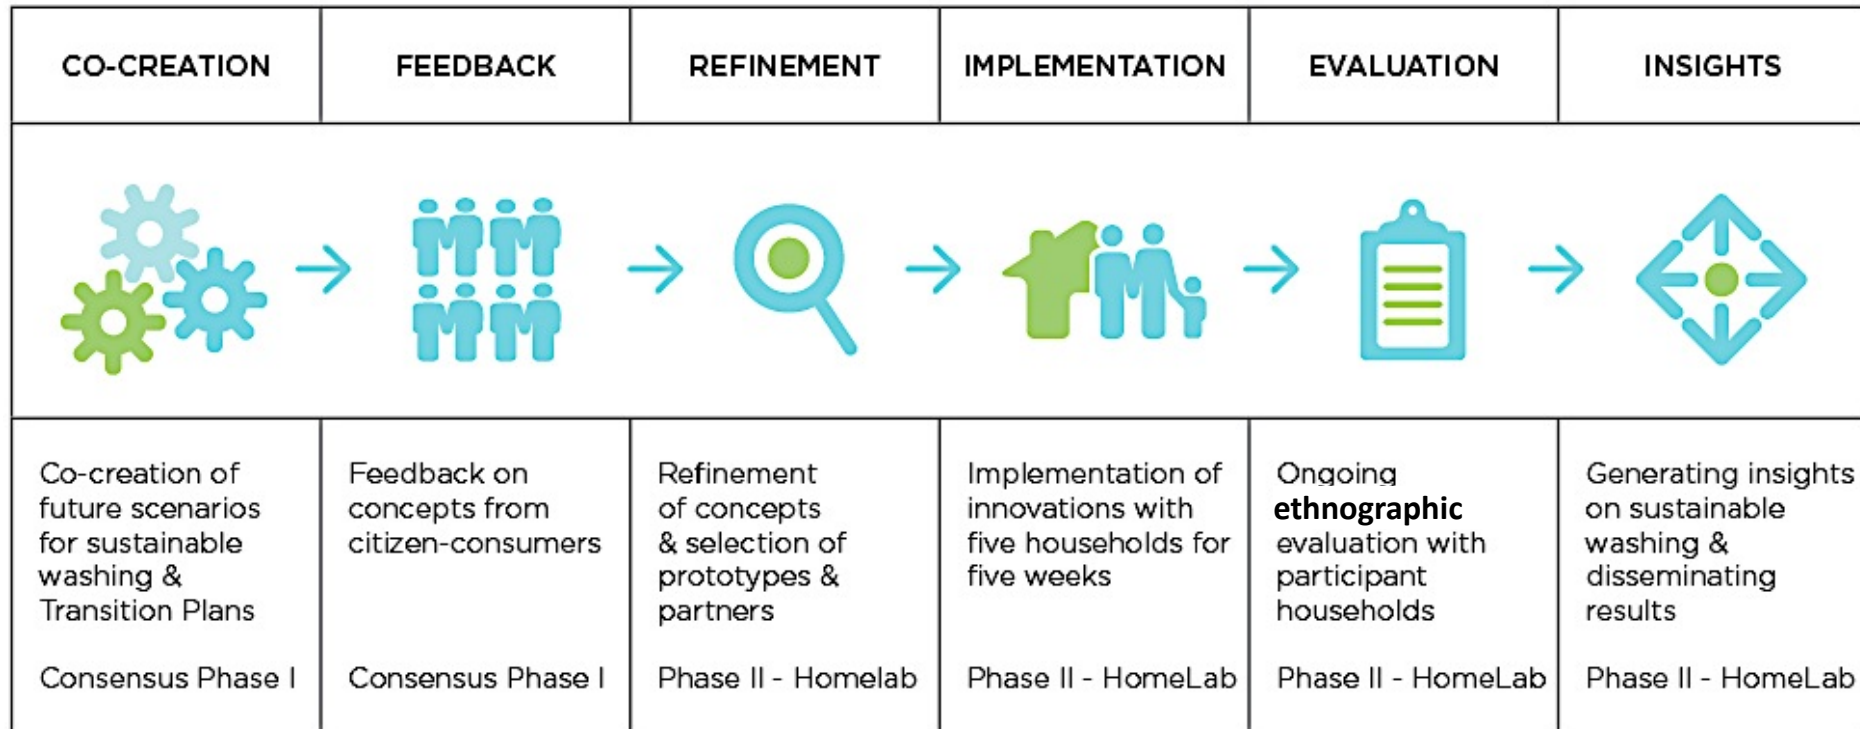 CO-CREATION
FEEDBACK
REFINEMENT
IMPLEMENTATION
EVALUATION
INSIGHTS
Co-creation of
future scenarios
for sustainable
washing &
Transition Plans
Consensus Phase I
Feedback on
concepts from
citizen-consumers
Consensus Phase I
Refinement
of concepts
& selection of
prototypes &
partners
Phase II - Homelab
Implementation of
innovations with
five households for
five weeks
Phase II - HomeLab
Ongoing
ethnographic
evaluation with
participant
households
Phase II - HomeLab
Generating insights
on sustainable
washing &
disseminating
results
Phase II - HomeLab